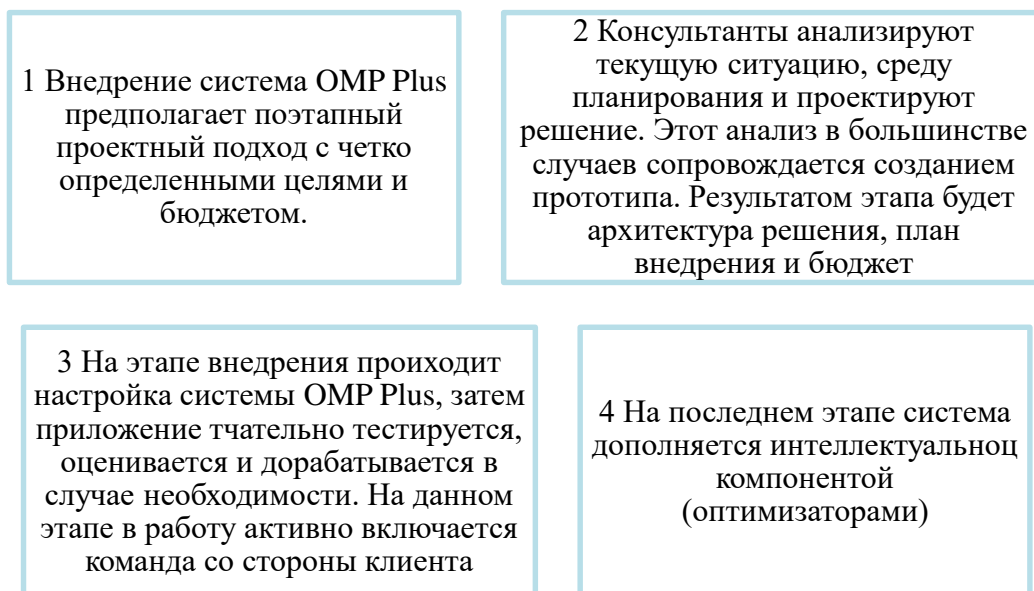 1 Внедрение система OMP Plus
предполагает поэтапный
проектный подход с четко
определенными целями и
бюджетом.
2 Консультанты анализируют
текущую ситуацию, среду
планирования и проектируют
решение. Этот анализ в большинстве
случаев сопровождается созданием
прототипа. Результатом этапа будет
архитектура решения, план
внедрения и бюджет
3 На этапе внедрения проиходит
настройка системы OMP Plus, затем
приложение тчательно тестируется,
оценивается и дорабатывается в
случае необходимости. На данном
этапе в работу активно включается
команда со стороны клиента
4 На последнем этапе система
дополняется интеллектуальноц
компонентой
(оптимизаторами)